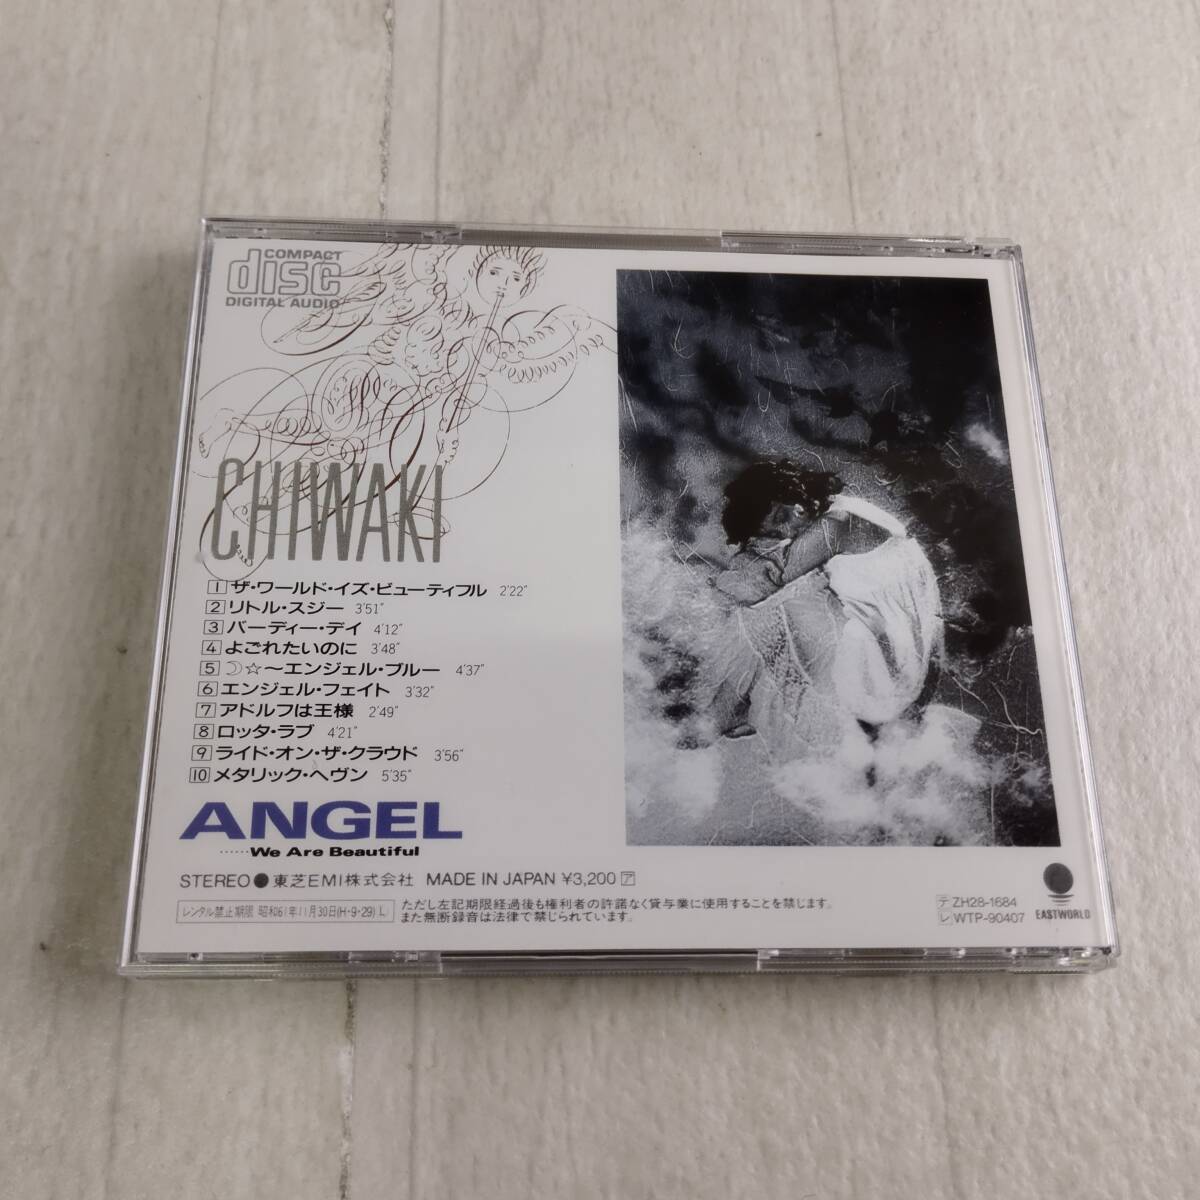 COMPACT
disc
DIGITAL AUDIO
CHIWAKI
1 ザ・ワールド・イズ・ビューティフル 2'22"
2 リトル・スジー 3'51"
3 バーディー・デイ 4'12"
4 よごれたいのに 3'48"
5 ☽☆〜エンジェル・ブルー 4'37"
6 エンジェル・フェイト 3'32"
7 アドルフは王様 2'49"
8 ロッタ・ラブ 4'21"
9 ライド・オン・ザ・クラウド 3'56"
10 メタリック・ヘヴン 5'35"
ANGEL
……We Are Beautiful
STEREO●東芝EMI株式会社 MADE IN JAPAN ¥3,200 ア
レンタル禁止期限 昭和61年11月30日(H・9・29) L
ただし左記期限経過後も権利者の許諾なく貸与業に使用することを禁じます。
また無断録音は法律で禁じられています。
テ ZH28-1684
レ WTP-90407
EASTWORLD